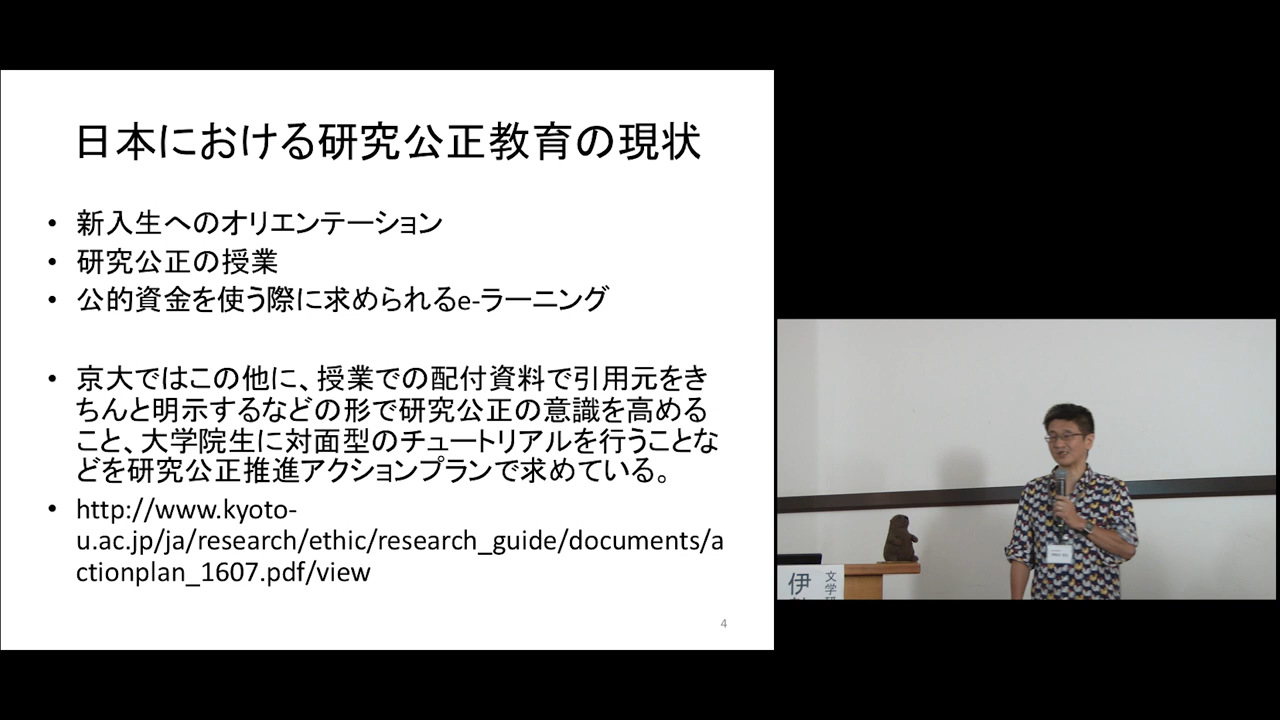 日本における研究公正教育の現状
• 新入生へのオリエンテーション
• 研究公正の授業
• 公的資金を使う際に求められるe-ラーニング
• 京大ではこの他に、授業での配付資料で引用元をき
ちんと明示するなどの形で研究公正の意識を高める
こと、大学院生に対面型のチュートリアルを行うことな
どを研究公正推進アクションプランで求めている。
• http://www.kyoto-
u.ac.jp/ja/research/ethic/research_guide/documents/a
ctionplan_1607.pdf/view
4
文学研
伊